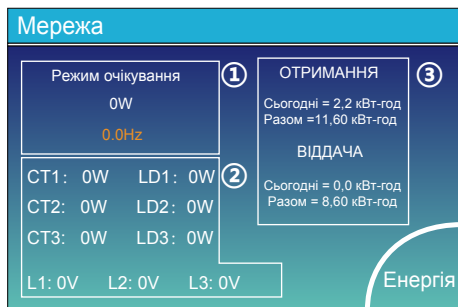 Мережа
Режим очікування
0W
0.0Hz
①
CT1: 0W LD1: 0W
②
CT2: 0W LD2: 0W
CT3: 0W LD3: 0W
L1: 0V L2: 0V L3: 0V
ОТРИМАННЯ
③
Сьогодні = 2,2 кВт-год
Разом =11,60 кВт-год
ВІДДАЧА
Сьогодні = 0,0 кВт-год
Разом = 8,60 кВт-год
Енергія